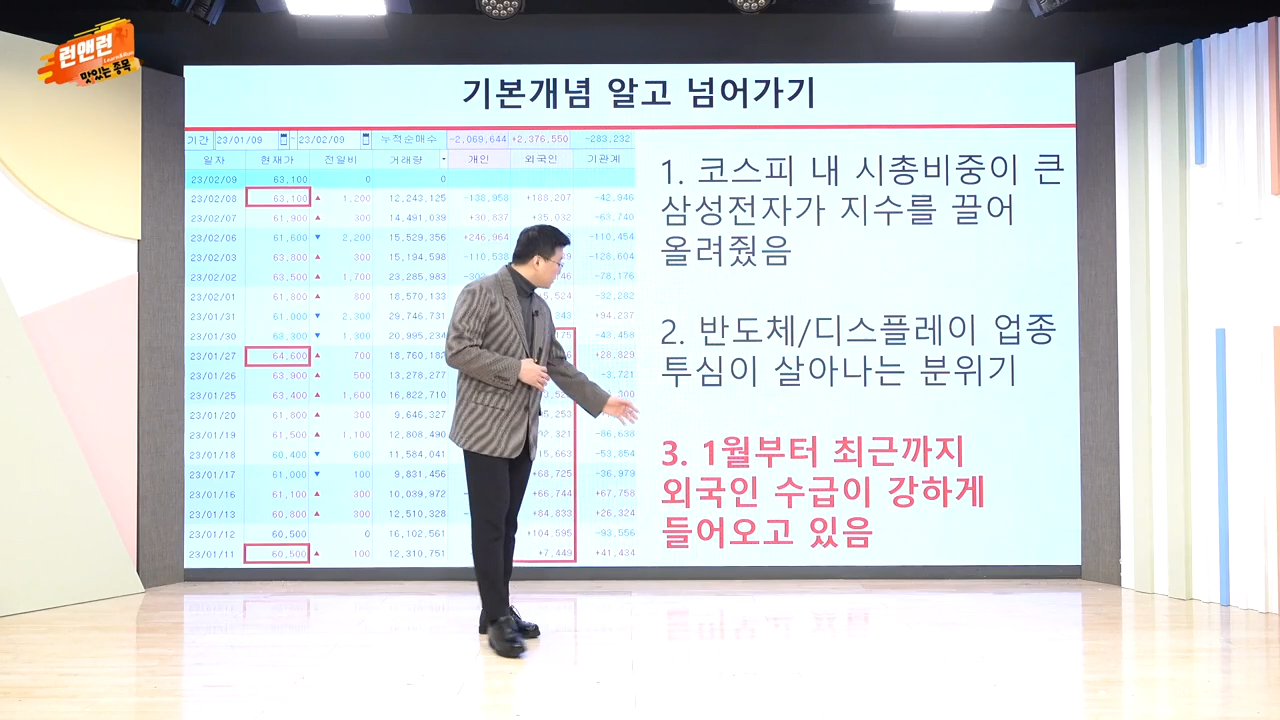 런앤런
Learn&Run
맛있는 종목
기본개념 알고 넘어가기
기간 23/01/09 ~ 23/02/09 누적순매수 -2,069,644 +2,376,550 -283,232
일자 현재가 전일비 거래량 개인 외국인 기관계
23/02/09 63,100 0 0
23/02/08 63,100 ▲ 1,200 12,243,125 -138,958 +188,207 -42,946
23/02/07 61,900 ▲ 300 14,491,039 +35,032 -63,740
23/02/06 61,600 ▼ 2,200 15,529,356 +246,964 -110,454
23/02/03 63,800 ▲ 300 15,194,598 -110,538 -128,604
23/02/02 63,500 ▲ 1,700 23,285,983 -78,176
23/02/01 61,800 ▲ 800 18,570,133 -32,282
23/01/31 61,000 ▼ 2,300 29,746,731 +94,237
23/01/30 63,300 ▼ 1,300 20,995,234 -43,458
23/01/27 64,600 ▲ 700 18,760,182 +28,829
23/01/26 63,900 ▲ 500 13,278,277 -3,721
23/01/25 63,400 ▲ 1,600 16,822,710
23/01/20 61,800 ▲ 300 9,646,327
23/01/19 61,500 ▲ 1,100 12,808,490 -86,638
23/01/18 60,400 ▼ 600 11,584,041 -53,854
23/01/17 61,000 ▼ 100 9,831,456 +68,725 -36,979
23/01/16 61,100 ▲ 300 10,039,972 +66,744 +67,758
23/01/13 60,800 ▲ 300 12,510,328 +84,833 +26,324
23/01/12 60,500 0 16,102,561 +104,595 -93,556
23/01/11 60,500 ▲ 100 12,310,751 +7,449 +41,434
1. 코스피 내 시총비중이 큰
삼성전자가 지수를 끌어
올려줬음
2. 반도체/디스플레이 업종
투심이 살아나는 분위기
3. 1월부터 최근까지
외국인 수급이 강하게
들어오고 있음